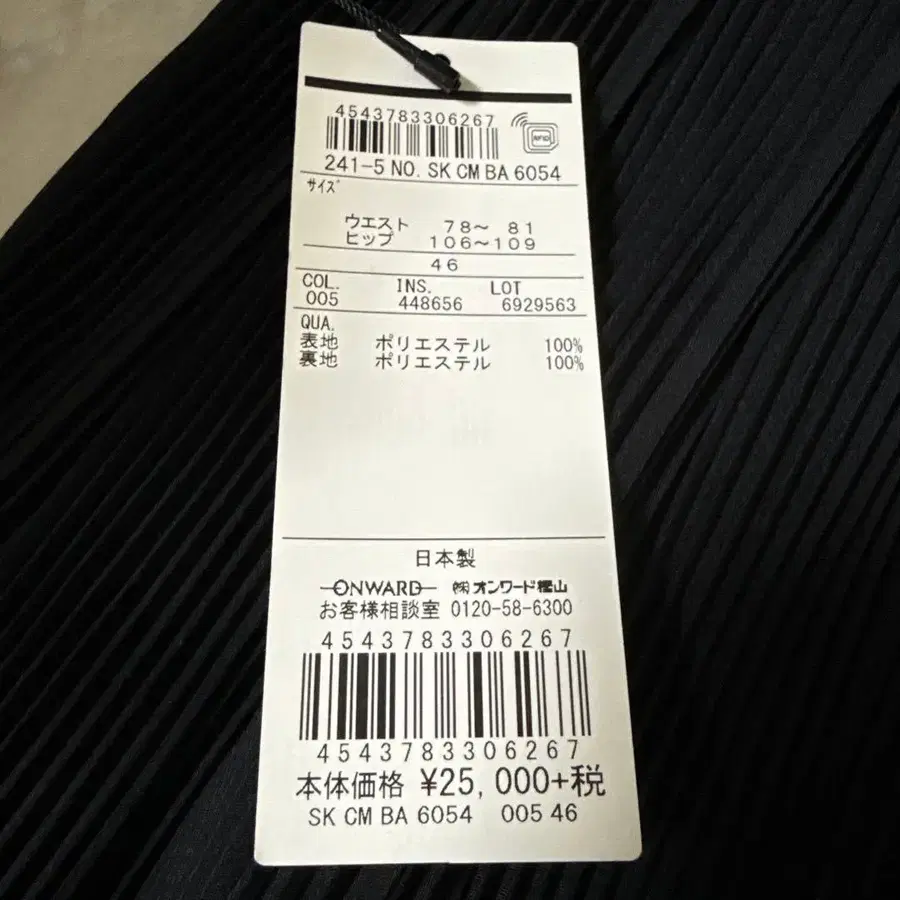 4543783306267
RFID
241-5 NO. SK CM BA 6054
サイズ
ウエスト 78～ 81
ヒップ 106～109
46
COL. INS. LOT
005 448656 6929563
QUA.
表地 ポリエステル 100%
裏地 ポリエステル 100%
日本製
ONWARD ㈱オンワード樫山
お客様相談室 0120-58-6300
4543783306267
4543783306267
本体価格 ¥25,000+税
SK CM BA 6054 005 46